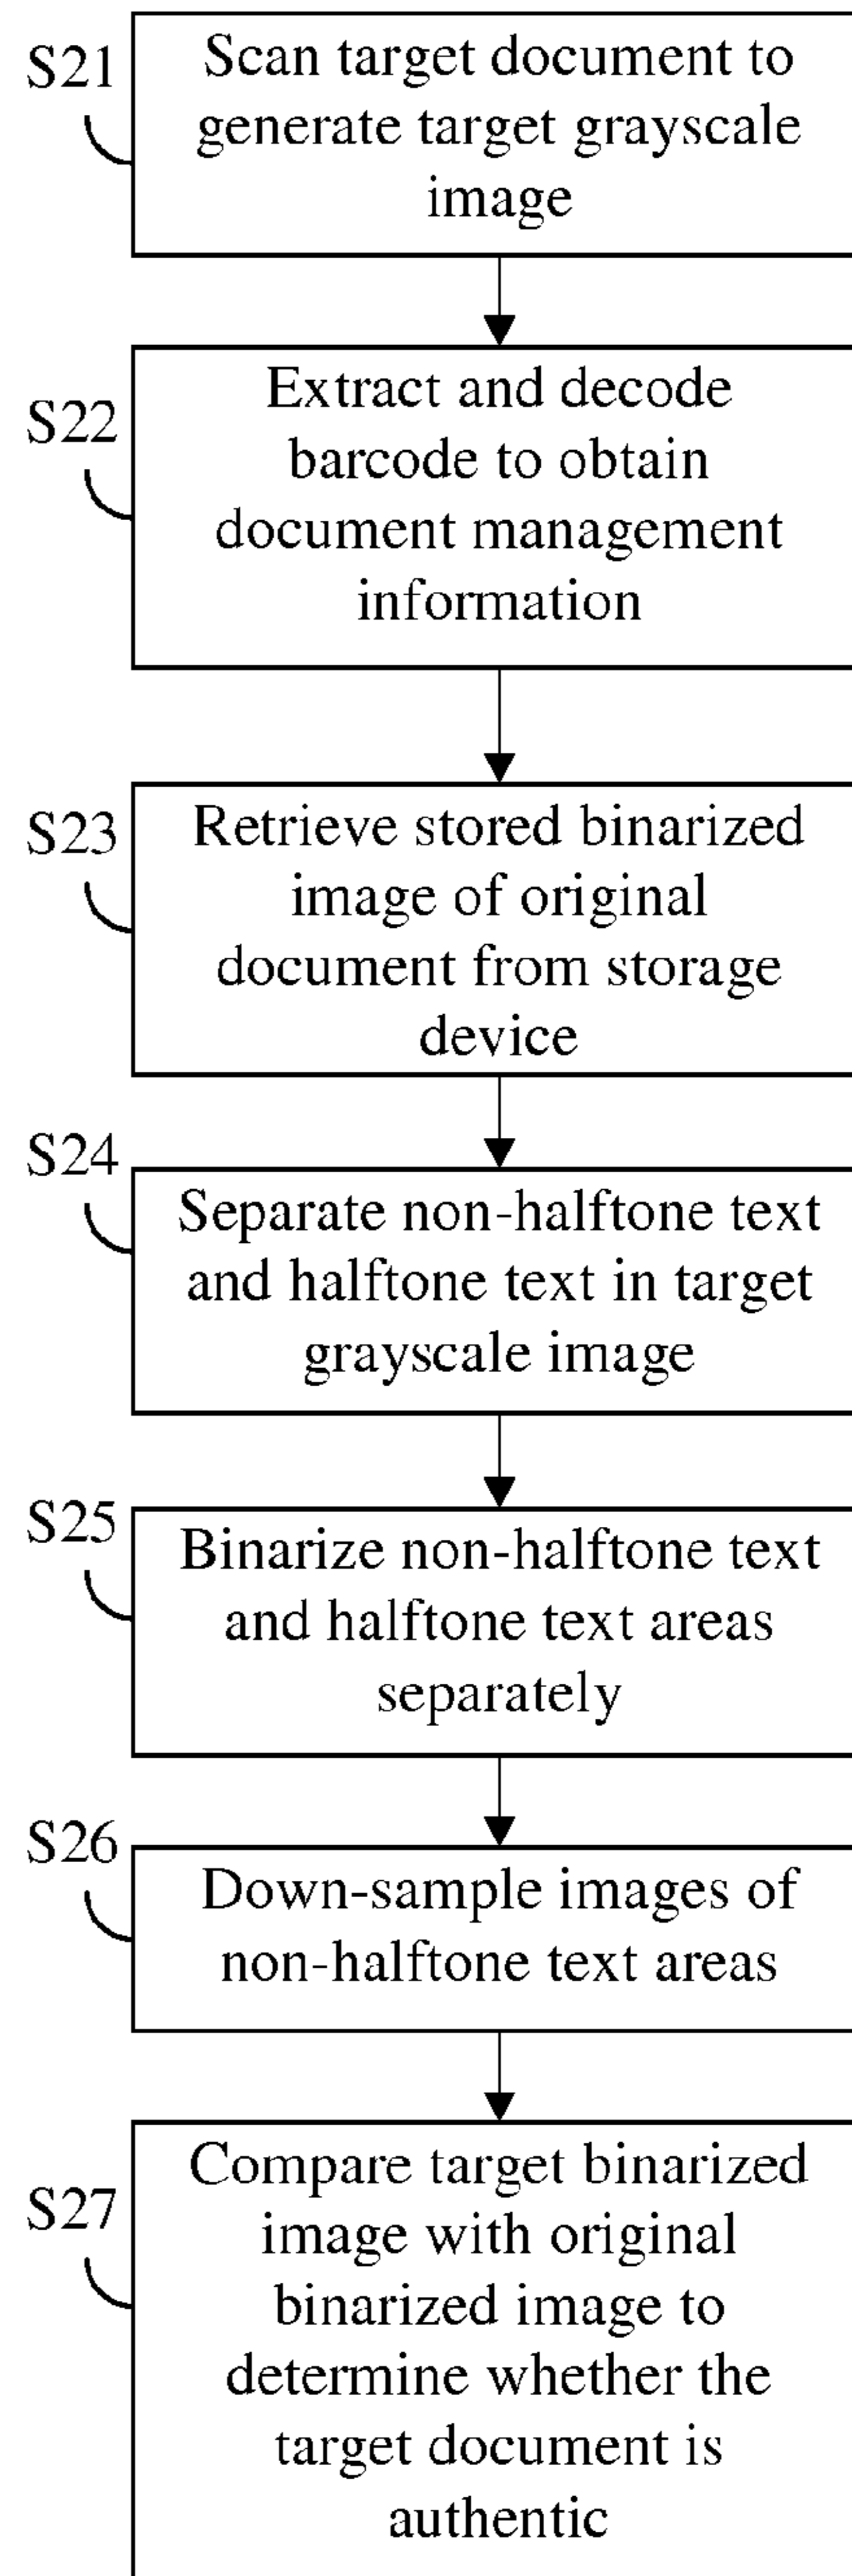 S21
Scan target document to
generate target grayscale
image
S22
Extract and decode
barcode to obtain
document management
information
S23
Retrieve stored binarized
image of original
document from storage
device
S24
Separate non-halftone text
and halftone text in target
grayscale image
S25
Binarize non-halftone text
and halftone text areas
separately
S26
Down-sample images of
non-halftone text areas
S27
Compare target binarized
image with original
binarized image to
determine whether the
target document is
authentic